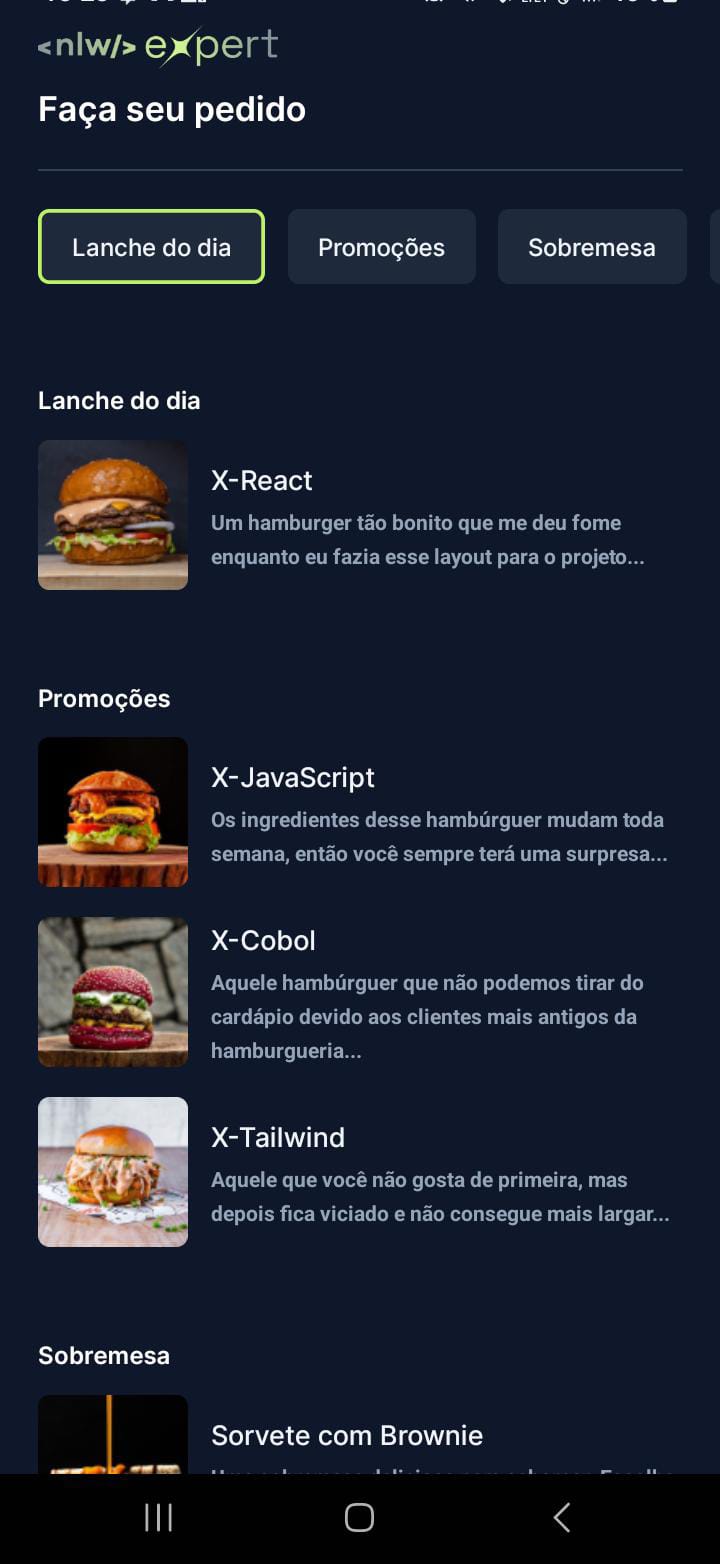 <nlw/> expert
Faça seu pedido
Lanche do dia
Promoções
Sobremesa
Lanche do dia
X-React
Um hamburger tão bonito que me deu fome
enquanto eu fazia esse layout para o projeto...
Promoções
X-JavaScript
Os ingredientes desse hambúrguer mudam toda
semana, então você sempre terá uma surpresa...
X-Cobol
Aquele hambúrguer que não podemos tirar do
cardápio devido aos clientes mais antigos da
hamburgueria...
X-Tailwind
Aquele que você não gosta de primeira, mas
depois fica viciado e não consegue mais largar...
Sobremesa
Sorvete com Brownie